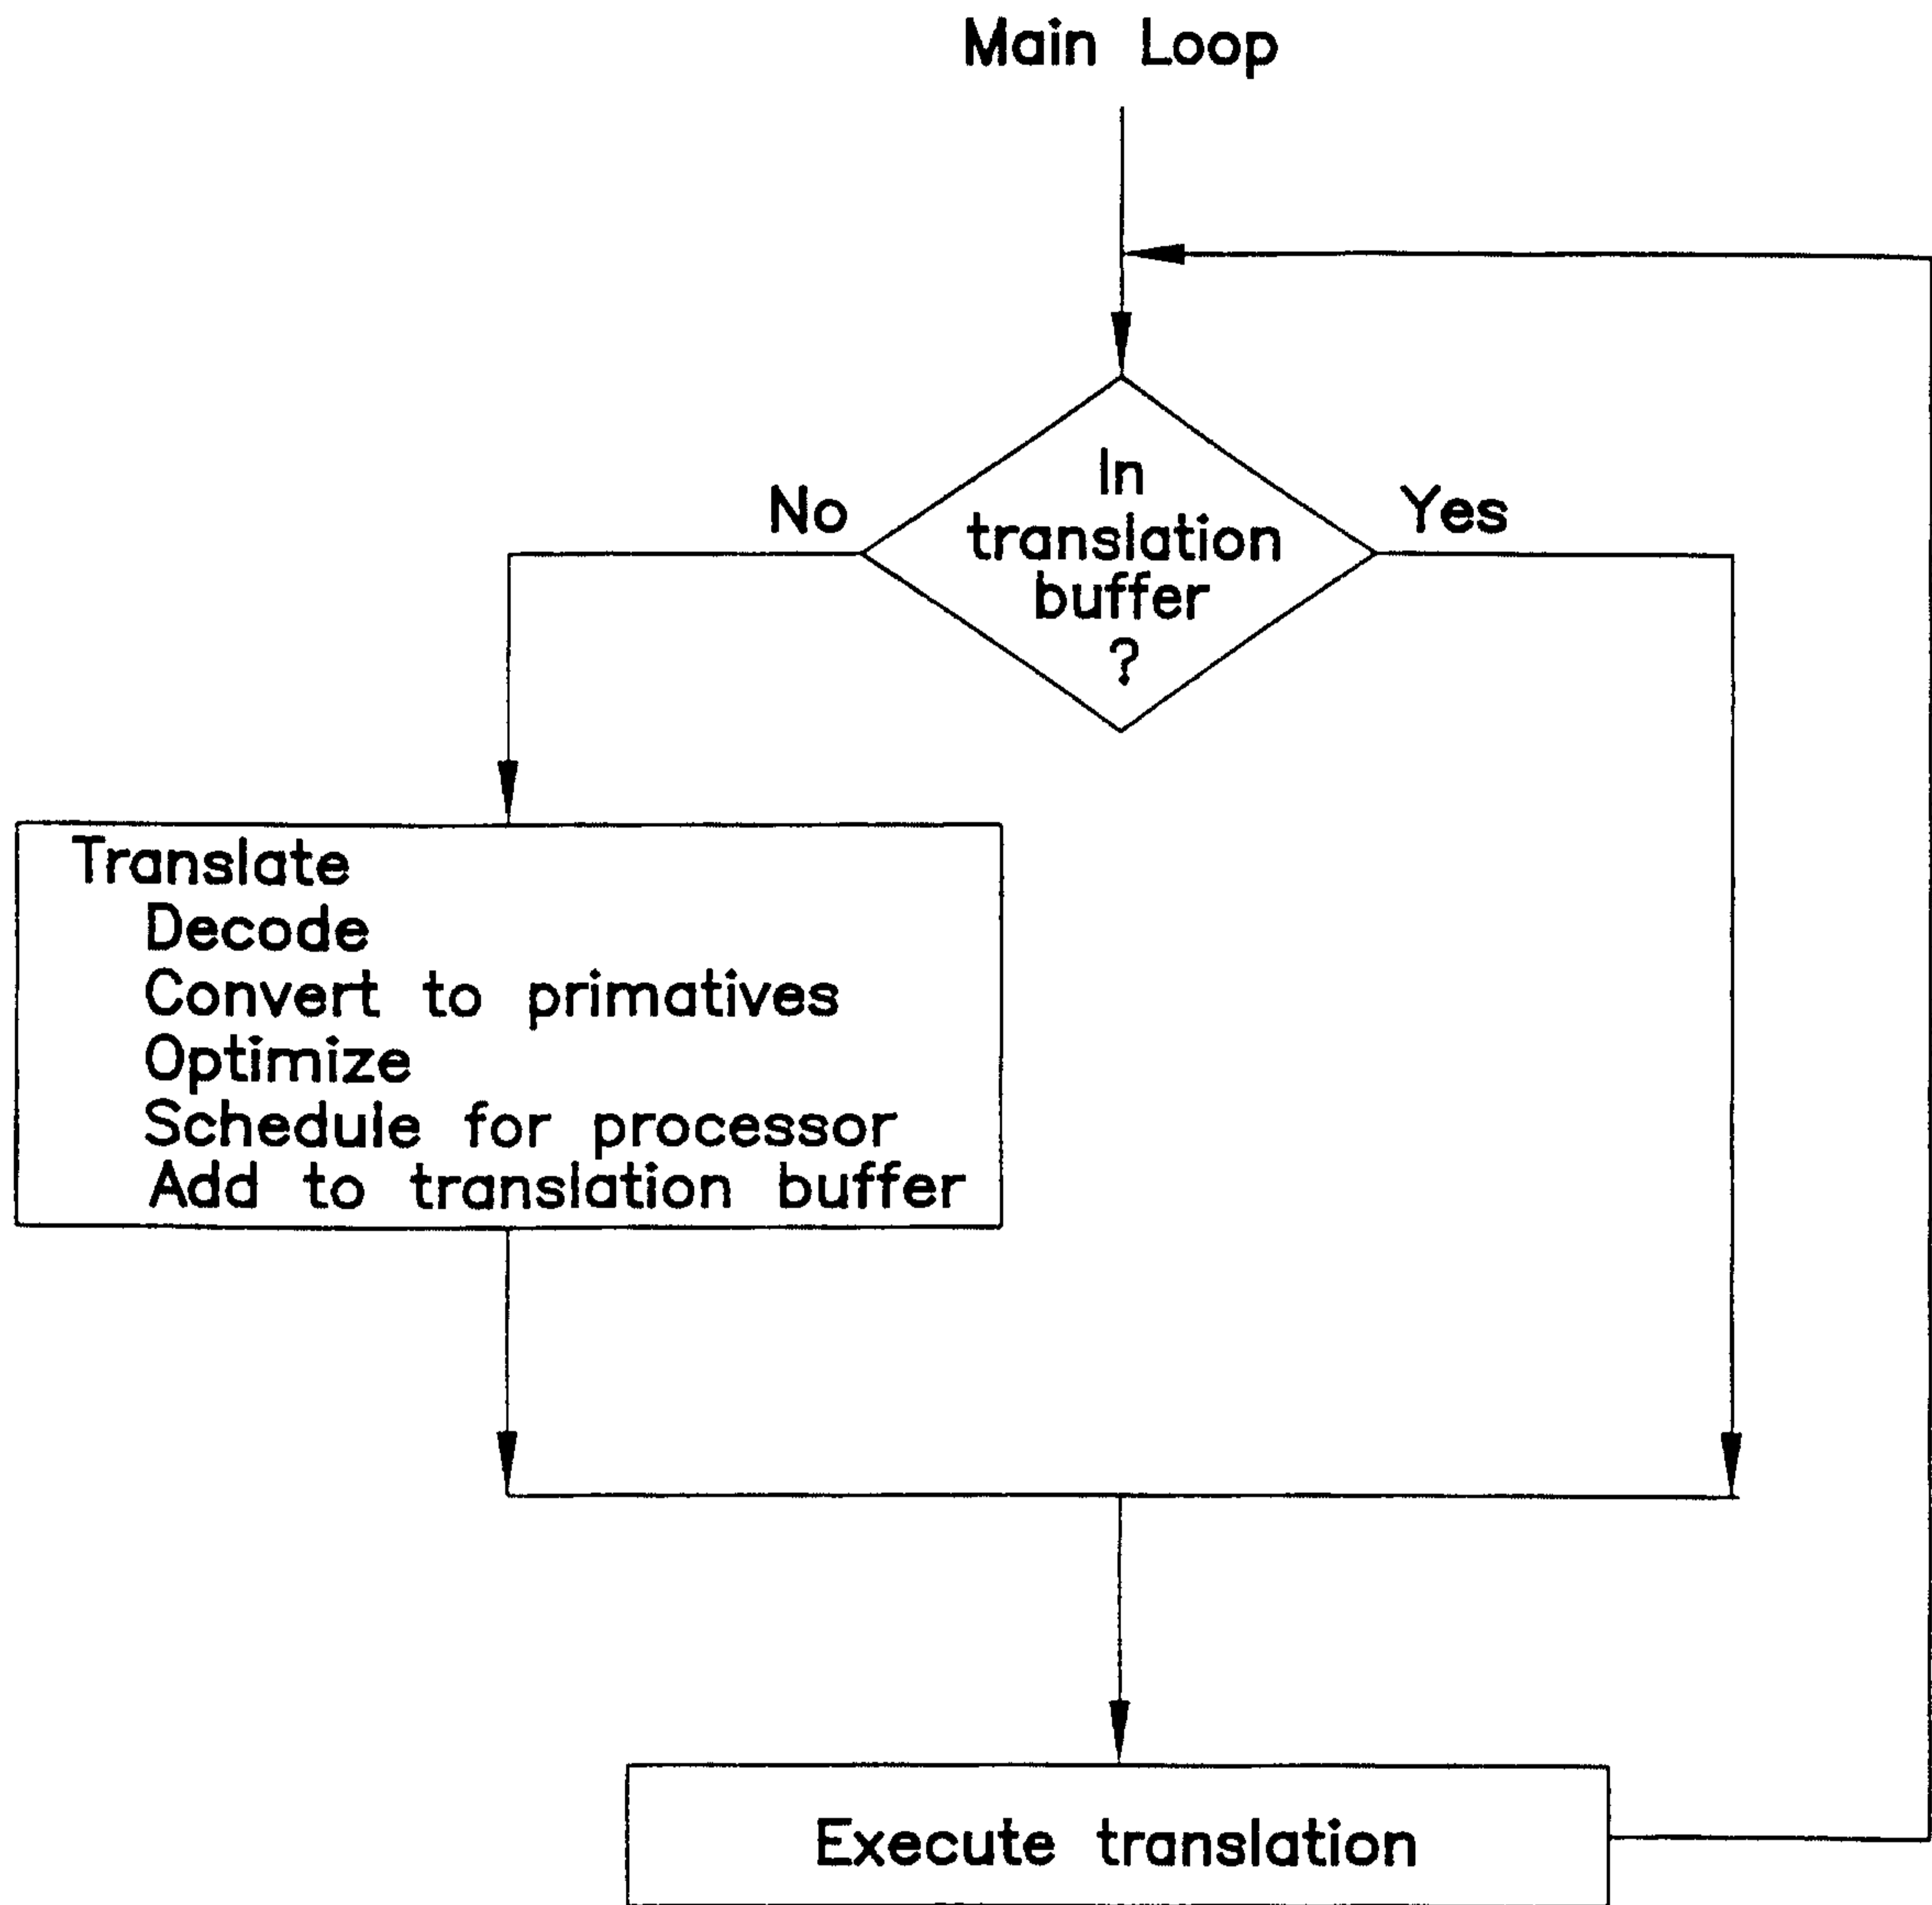 Main Loop
In
translation
buffer
?
No
Yes
Translate
Decode
Convert to primatives
Optimize
Schedule for processor
Add to translation buffer
Execute translation